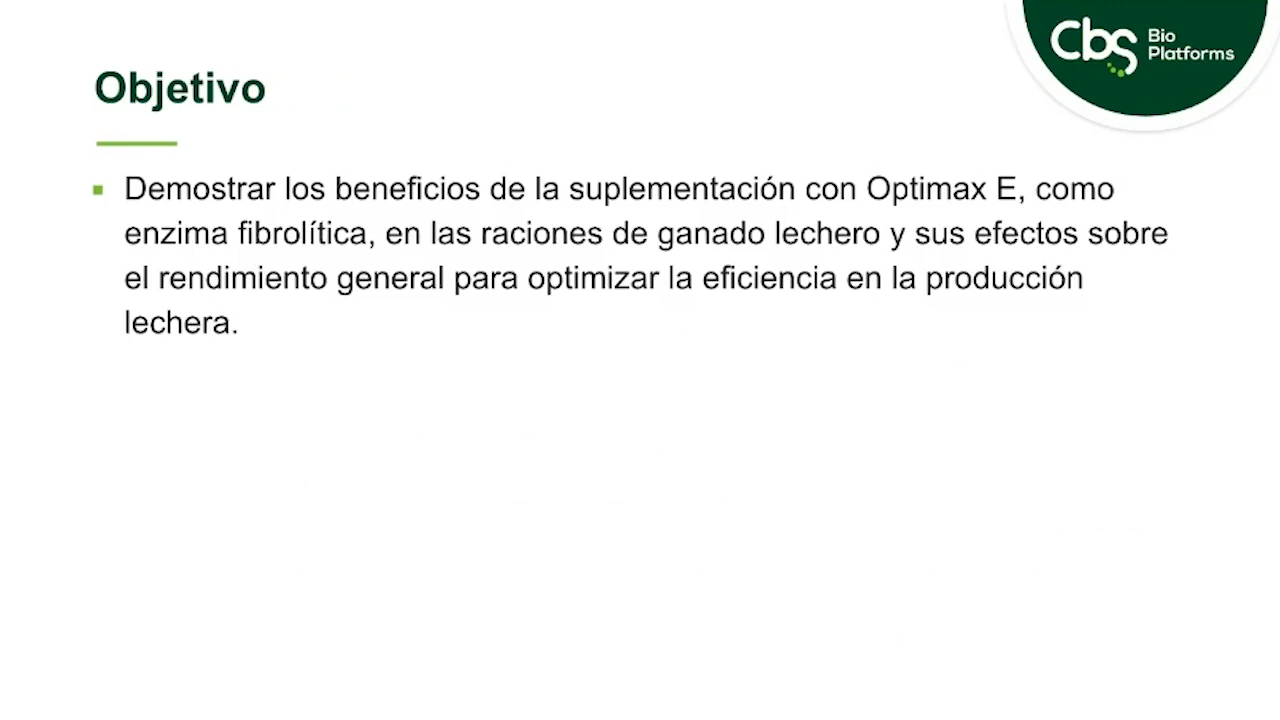 Cbs Bio Platforms
Objetivo
Demostrar los beneficios de la suplementación con Optimax E, como
enzima fibrolítica, en las raciones de ganado lechero y sus efectos sobre
el rendimiento general para optimizar la eficiencia en la producción
lechera.